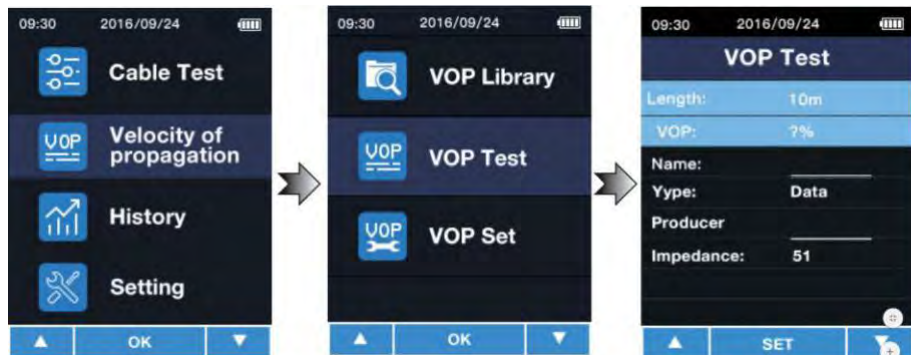 09:30 2016/09/24
Cable Test
VOP
Velocity of
propagation
History
Setting
OK
09:30 2016/09/24
VOP Library
VOP
VOP Test
VOP
VOP Set
OK
09:30 2016/09/24
VOP Test
Length: 10m
VOP: ?%
Name:
Yype: Data
Producer
Impedance: 51
SET